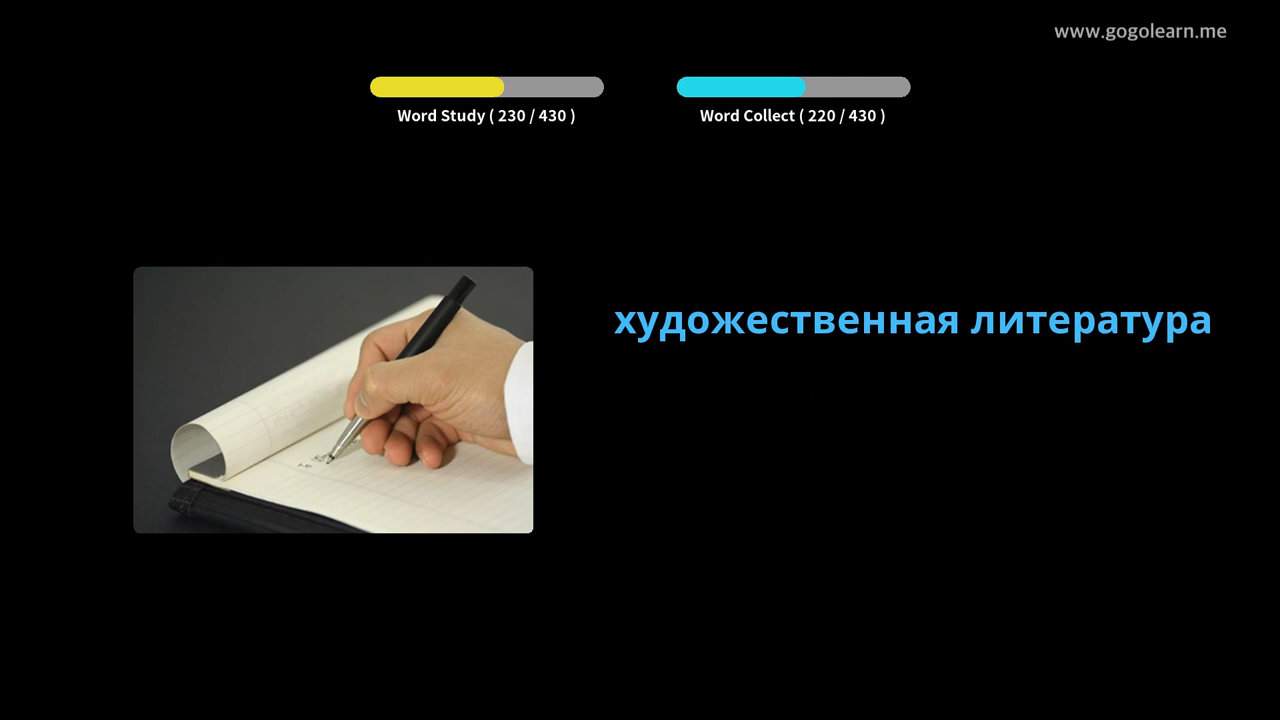 www.gogolearn.me
Word Study ( 230 / 430 )
Word Collect ( 220 / 430 )
художественная литература